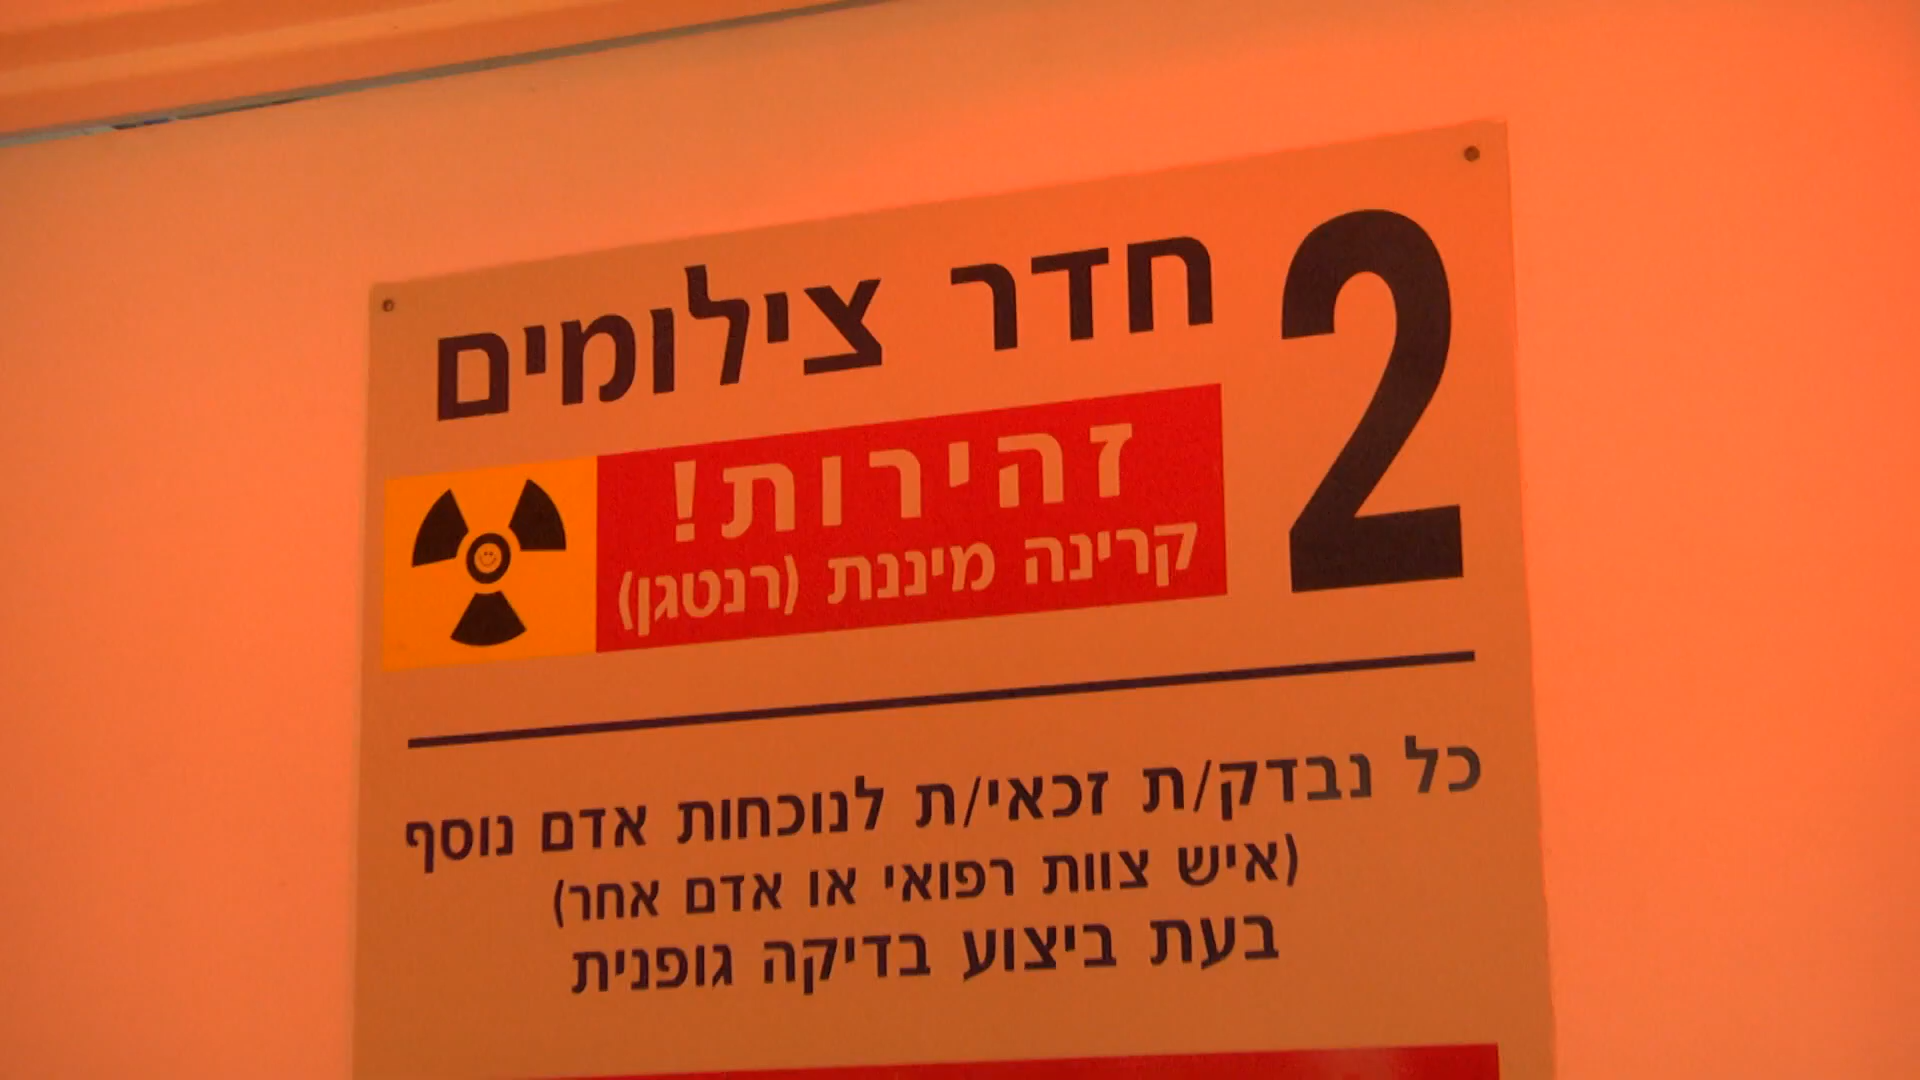 2
חדר צילומים
זהירות!
קרינה מיננת (רנטגן)
כל נבדק/ת זכאי/ת לנוכחות אדם נוסף
(איש צוות רפואי או אדם אחר)
בעת ביצוע בדיקה גופנית